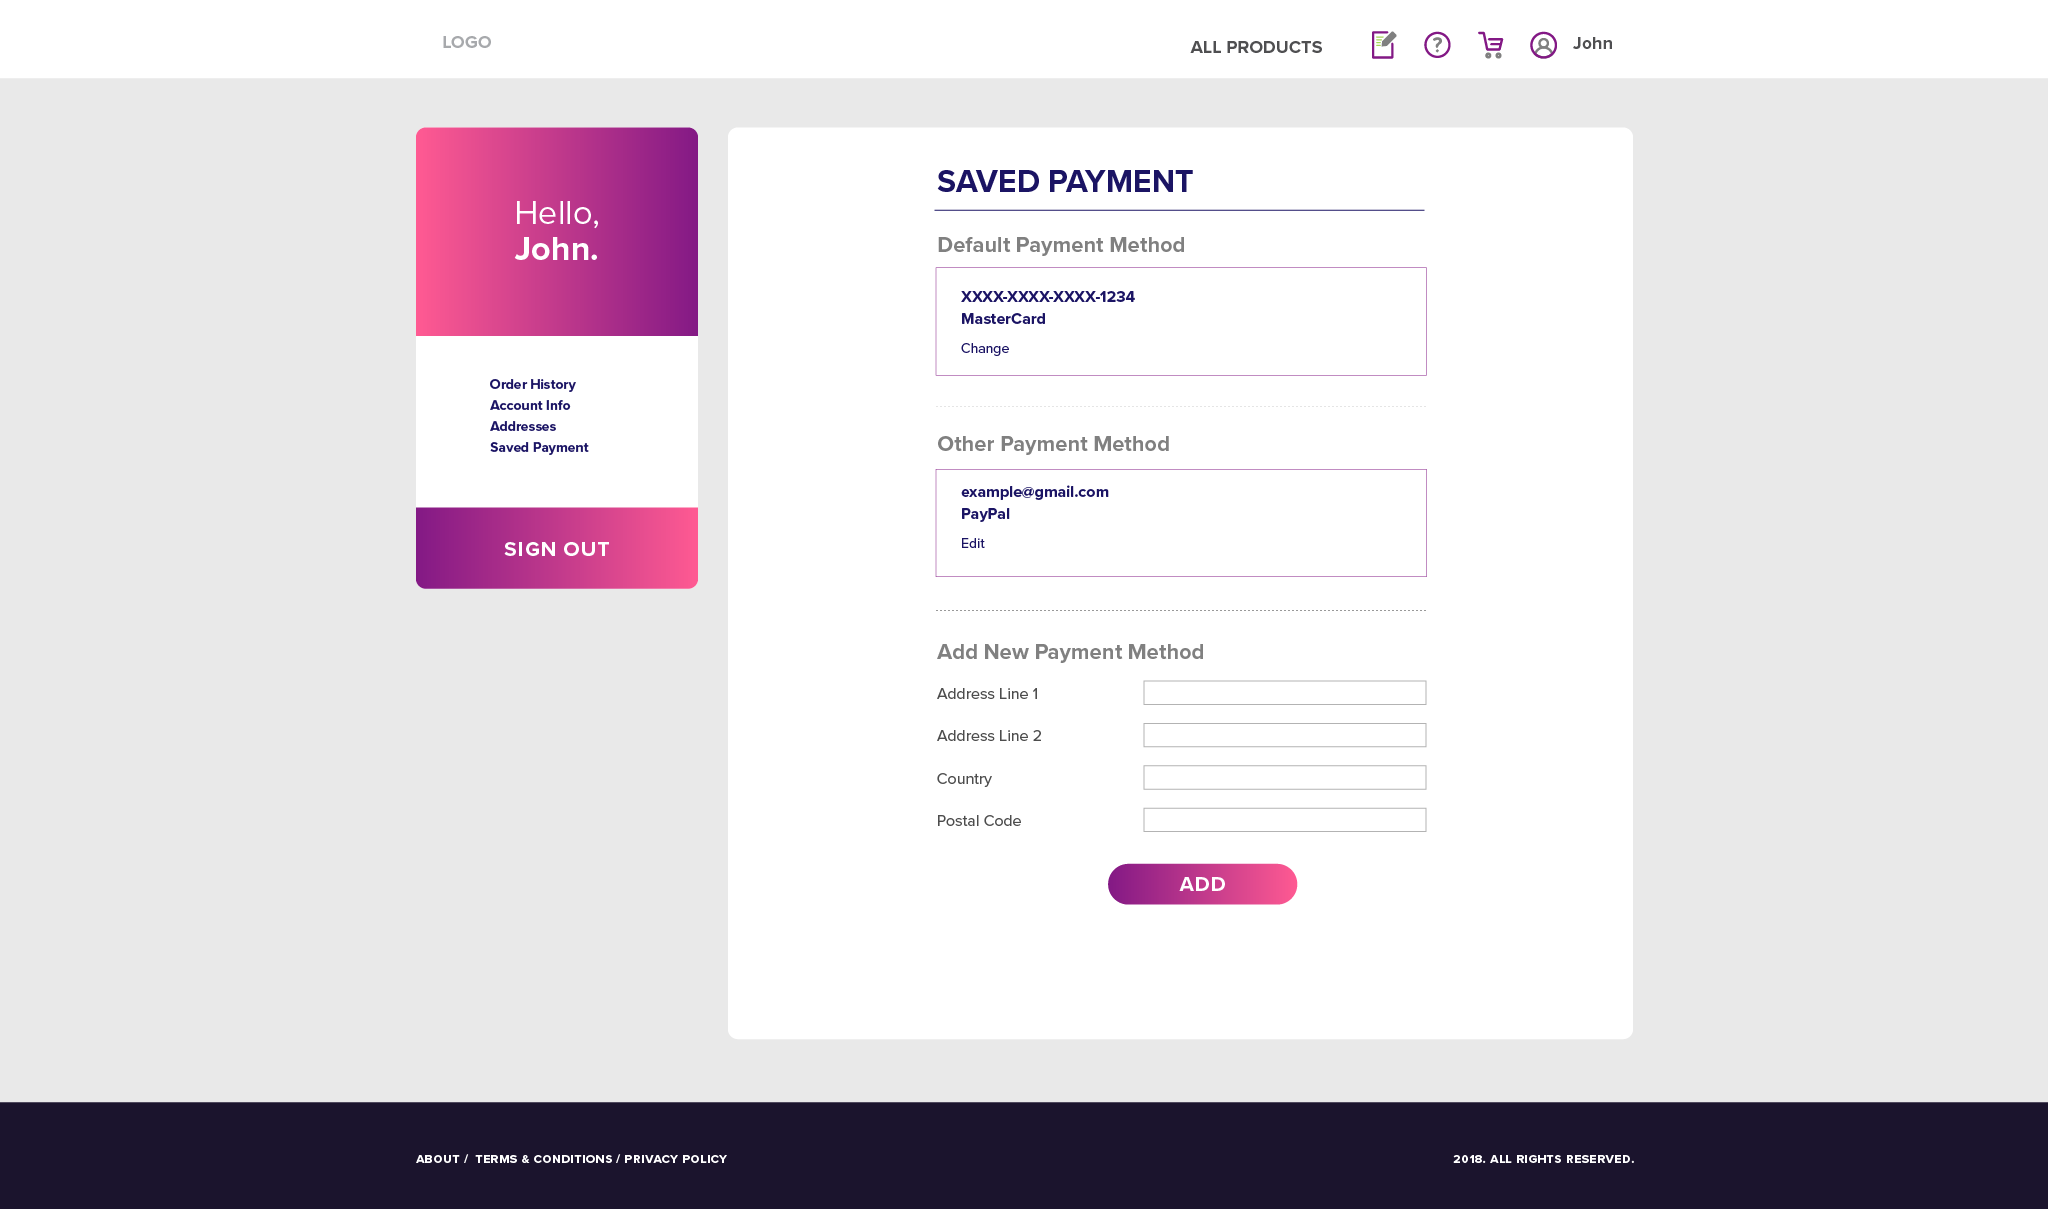 LOGO
ALL PRODUCTS
John
Hello,
John.
Order History
Account Info
Addresses
Saved Payment
SIGN OUT
SAVED PAYMENT
Default Payment Method
XXXX-XXXX-XXXX-1234
MasterCard
Change
Other Payment Method
example@gmail.com
PayPal
Edit
Add New Payment Method
Address Line 1
Address Line 2
Country
Postal Code
ADD
ABOUT / TERMS & CONDITIONS / PRIVACY POLICY
2018. ALL RIGHTS RESERVED.